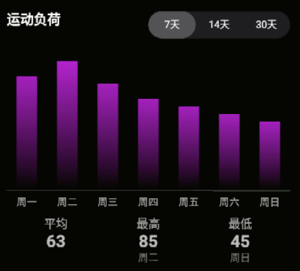 运动负荷
7天 14天 30天
周一 周二 周三 周四 周五 周六 周日
平均 最高 最低
63 85 45
周二 周日